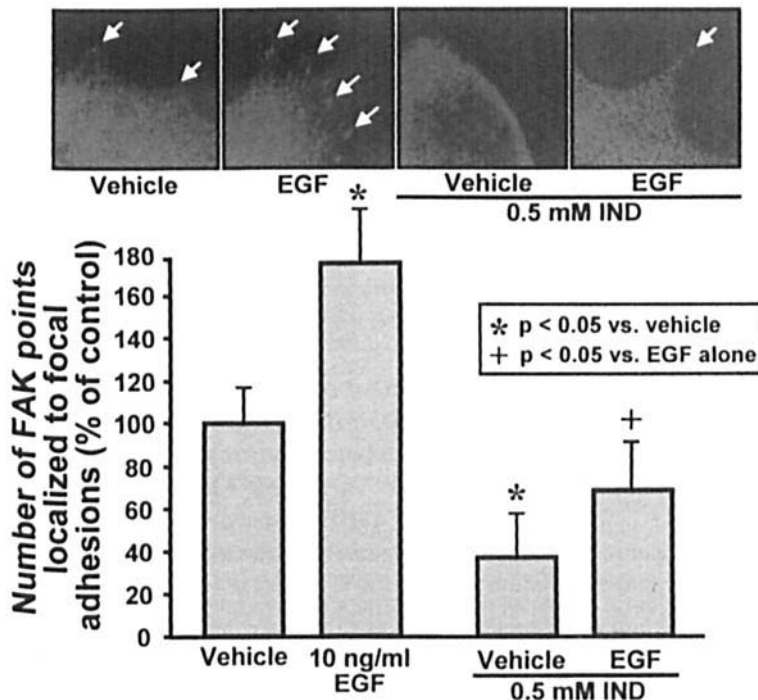 Vehicle EGF Vehicle EGF
0.5 mM IND
Number of FAK points
localized to focal
adhesions (% of control)
180
160
140
120
100
80
60
40
20
0
* p < 0.05 vs. vehicle
+ p < 0.05 vs. EGF alone
*
*
+
Vehicle 10 ng/ml Vehicle EGF
EGF 0.5 mM IND